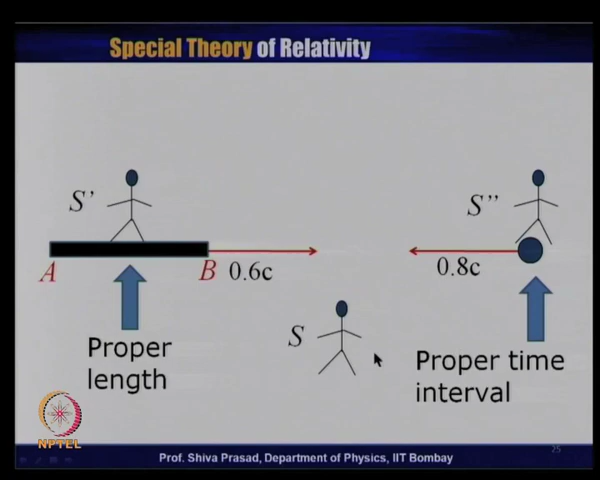 Special Theory of Relativity
S'
S"
A
B 0.6c
0.8c
S
Proper
length
Proper time
interval
NPTEL
25
Prof. Shiva Prasad, Department of Physics, IIT Bombay